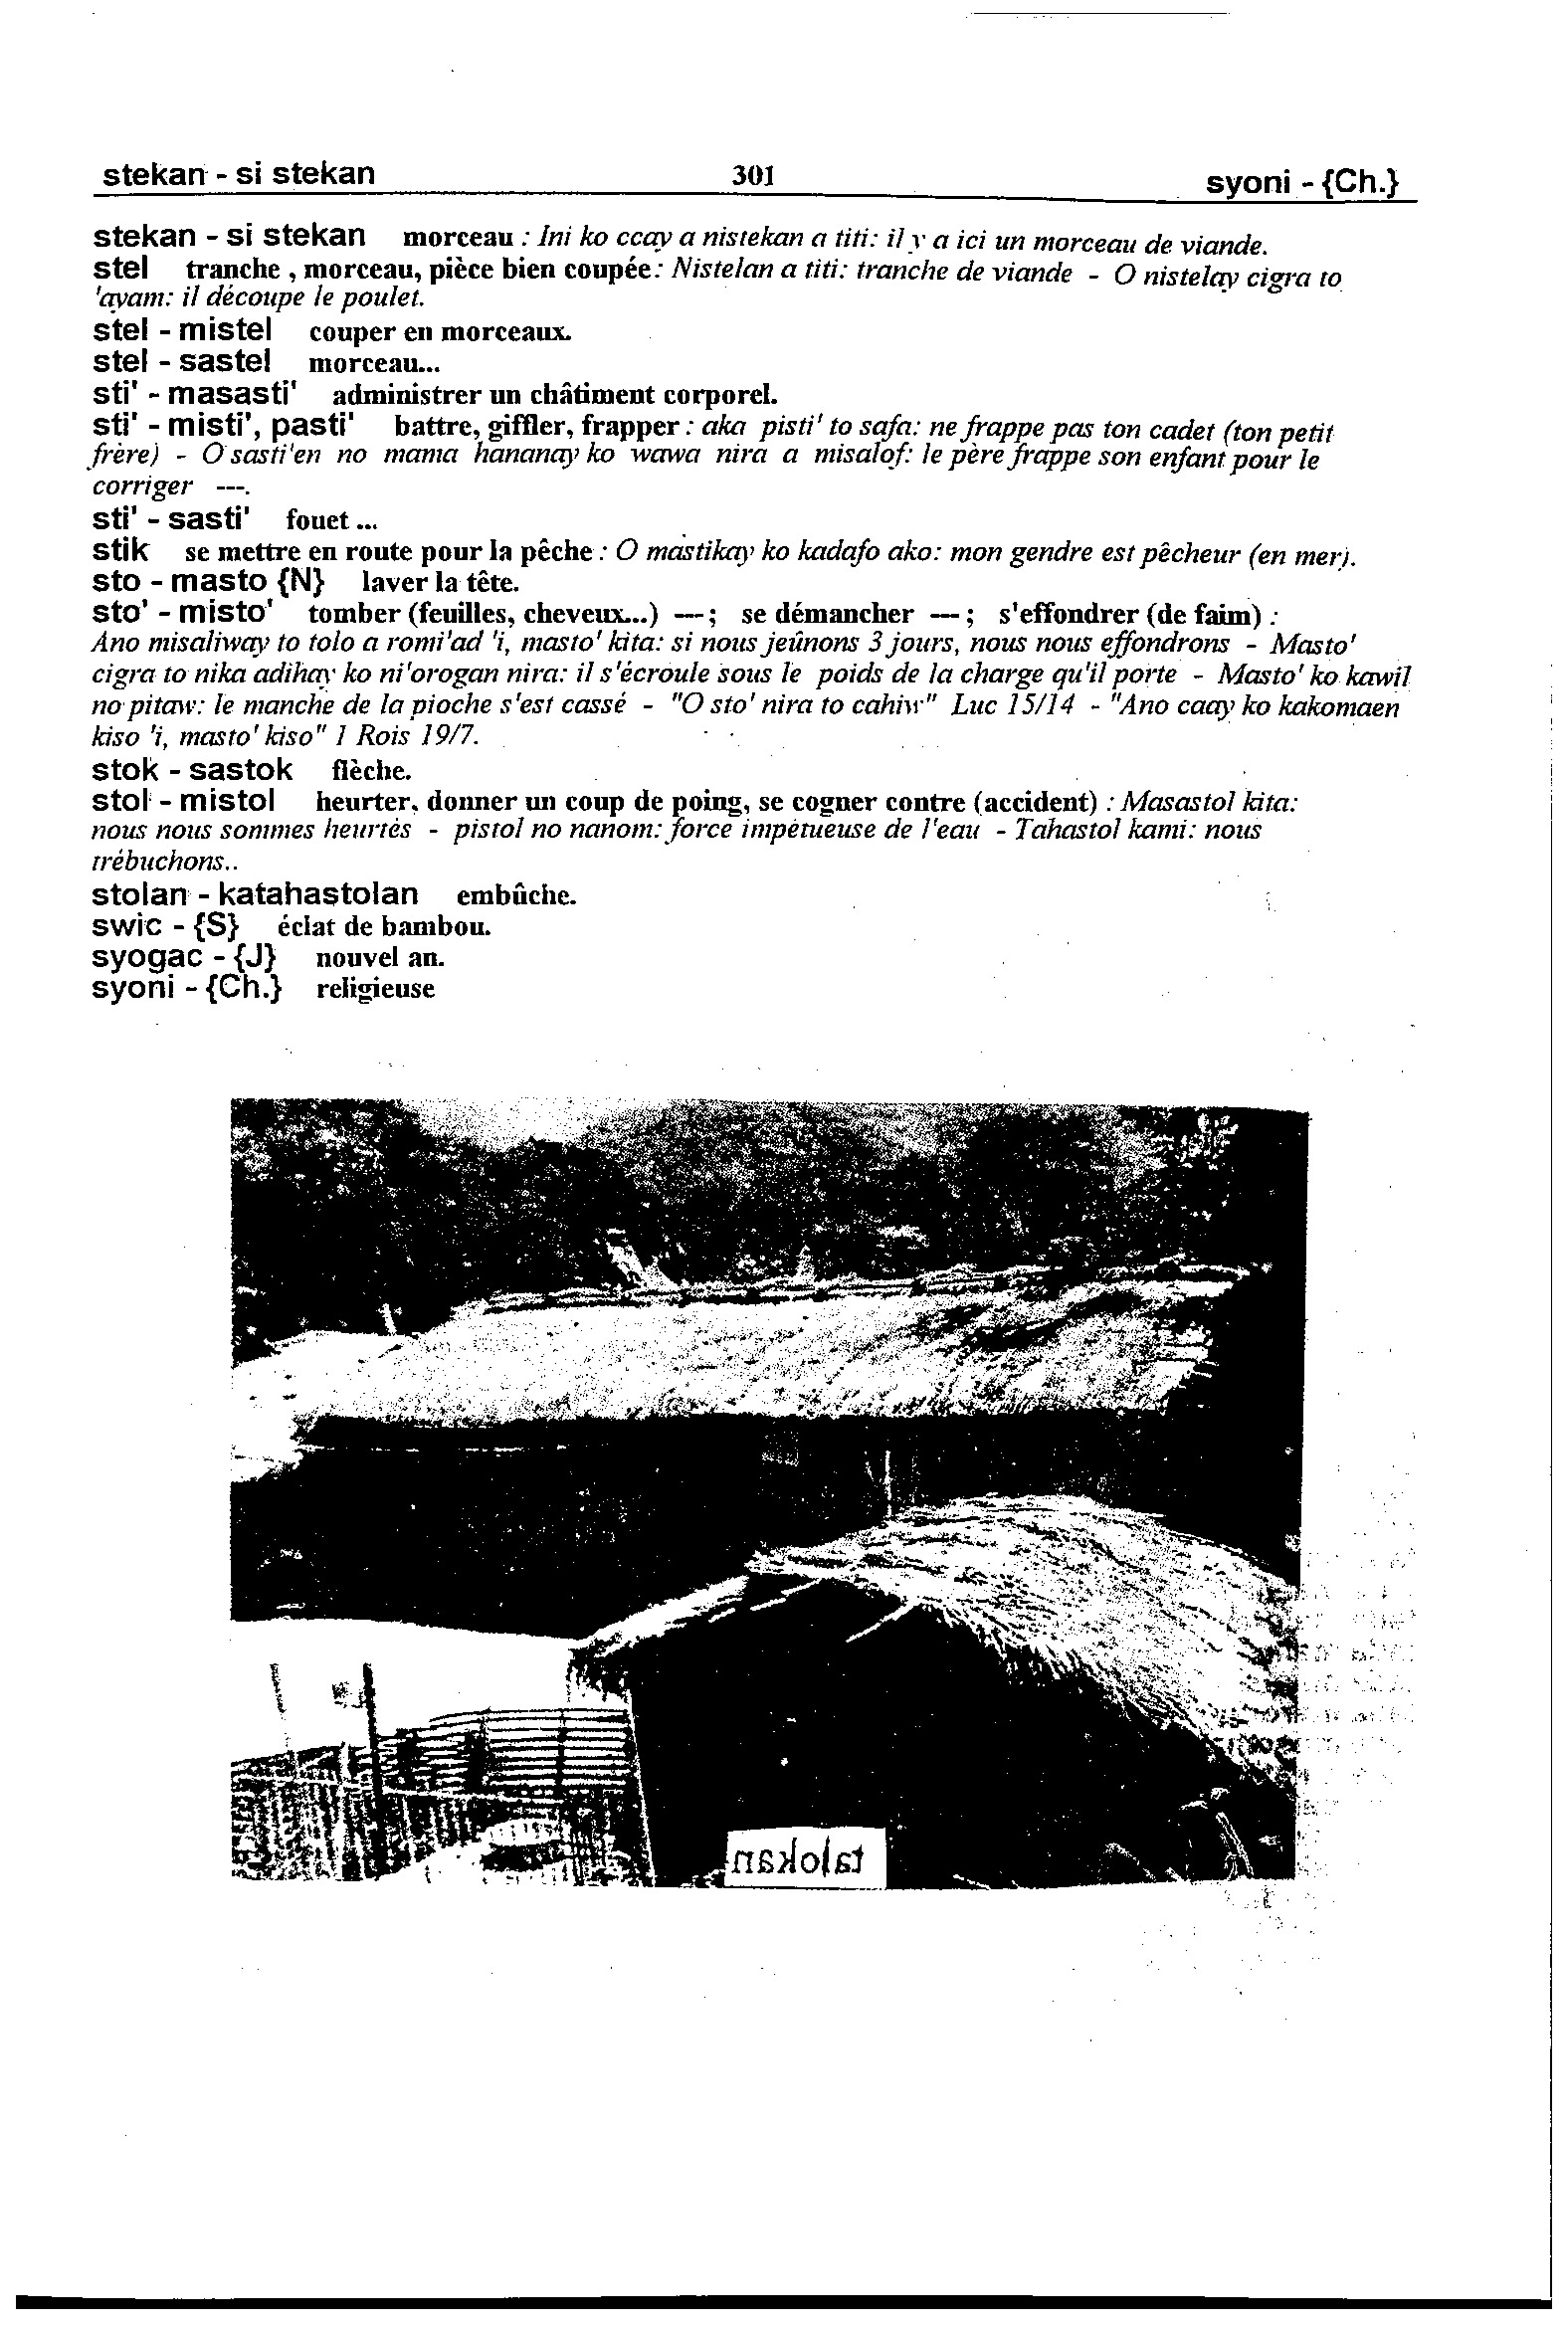 stekan - si stekan 301 syoni - {Ch.}
stekan - si stekan morceau : Ini ko ccay a nistekan a titi: il y a ici un morceau de viande.
stel tranche , morceau, pièce bien coupée: Nistelan a titi: tranche de viande - O nistelay cigra to
'ayam: il découpe le poulet.
stel - mistel couper en morceaux.
stel - sastel morceau...
sti' - masasti' administrer un châtiment corporel.
sti' - misti', pasti' battre, giffler, frapper : aka pisti' to safa: ne frappe pas ton cadet (ton petit
frère) - O sasti'en no mama hananay ko wawa nira a misalof: le père frappe son enfant pour le
corriger ---.
sti' - sasti' fouet ...
stik se mettre en route pour la pêche : O mastikay ko kadafo ako: mon gendre est pêcheur (en mer).
sto - masto {N} laver la tête.
sto' - misto' tomber (feuilles, cheveux...) --- ; se démancher --- ; s'effondrer (de faim) :
Ano misaliway to tolo a romi'ad 'i, masto' kita: si nous jeûnons 3 jours, nous nous effondrons - Masto'
cigra to nika adihay ko ni'orogan nira: il s'écroule sous le poids de la charge qu'il porte - Masto' ko kawil
no pitaw: le manche de la pioche s'est cassé - "O sto' nira to cahiw" Luc 15/14 - "Ano caay ko kakomaen
kiso 'i, masto' kiso" 1 Rois 19/7.
stok - sastok flèche.
stol - mistol heurter, donner un coup de poing, se cogner contre (accident) : Masastol kita:
nous nous sommes heurtés - pistol no nanom: force impétueuse de l'eau - Tahastol kami: nous
trébuchons..
stolan - katahastolan embûche.
swic - {S} éclat de bambou.
syogac - {J} nouvel an.
syoni - {Ch.} religieuse
talokan